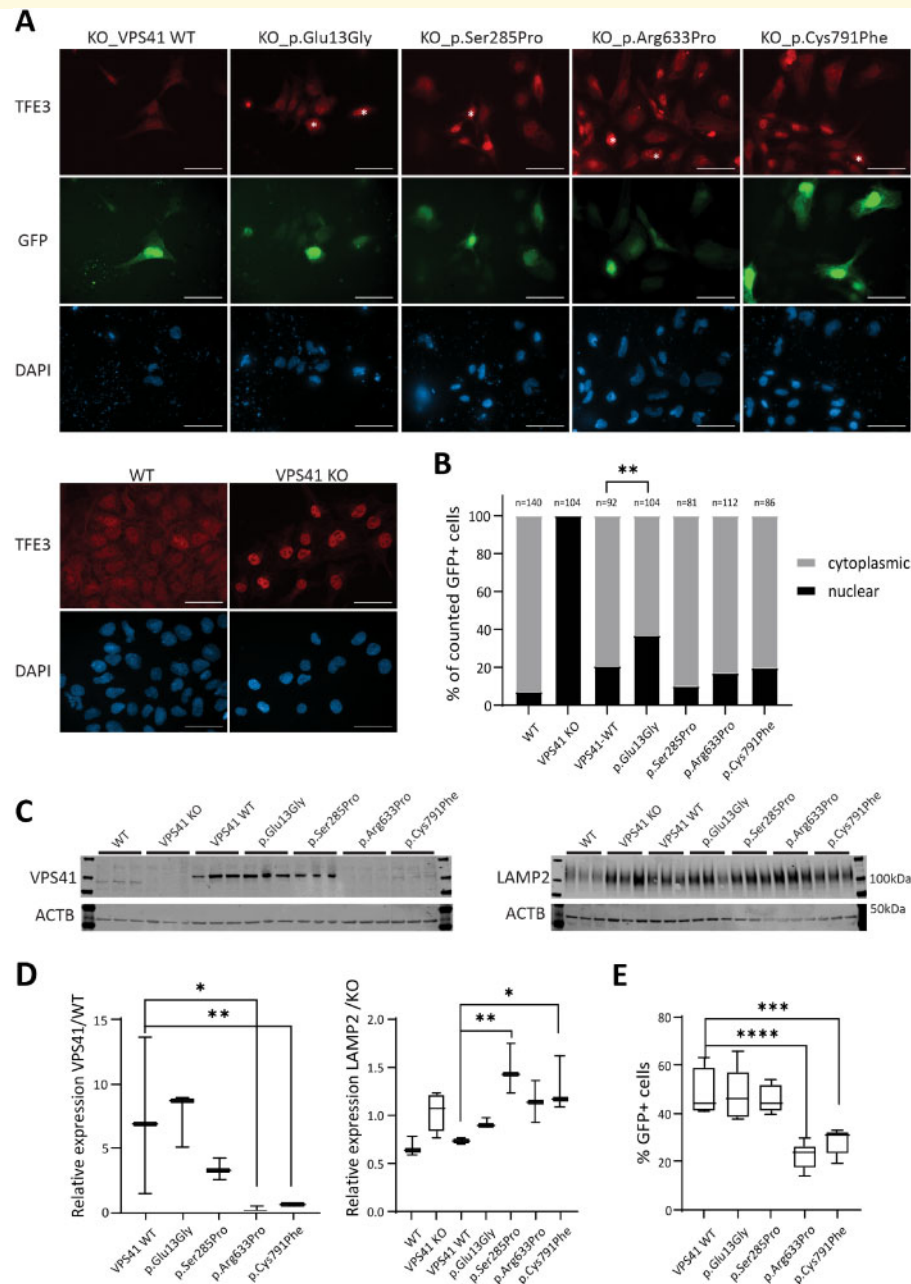 A
KO_VPS41 WT KO_p.Glu13Gly KO_p.Ser285Pro KO_p.Arg633Pro KO_p.Cys791Phe
TFE3
* * * * * *
GFP
DAPI
WT VPS41 KO
TFE3
DAPI
B
**
n=140 n=104 n=92 n=104 n=81 n=112 n=86
% of counted GFP+ cells
100
80
60
40
20
0
WT VPS41 KO VPS41-WT p.Glu13Gly p.Ser285Pro p.Arg633Pro p.Cys791Phe
cytoplasmic
nuclear
C
WT VPS41 KO VPS41 WT p.Glu13Gly p.Ser285Pro p.Arg633Pro p.Cys791Phe
VPS41
ACTB
WT VPS41 KO VPS41 WT p.Glu13Gly p.Ser285Pro p.Arg633Pro p.Cys791Phe
LAMP2
100kDa
ACTB
50kDa
D
Relative expression VPS41/WT
*
**
15
10
5
0
VPS41 WT p.Glu13Gly p.Ser285Pro p.Arg633Pro p.Cys791Phe
Relative expression LAMP2 /KO
*
**
2.0
1.5
1.0
0.5
0.0
WT VPS41 KO VPS41 WT p.Glu13Gly p.Ser285Pro p.Arg633Pro p.Cys791Phe
E
% GFP+ cells
***
****
80
60
40
20
0
VPS41 WT p.Glu13Gly p.Ser285Pro p.Arg633Pro p.Cys791Phe